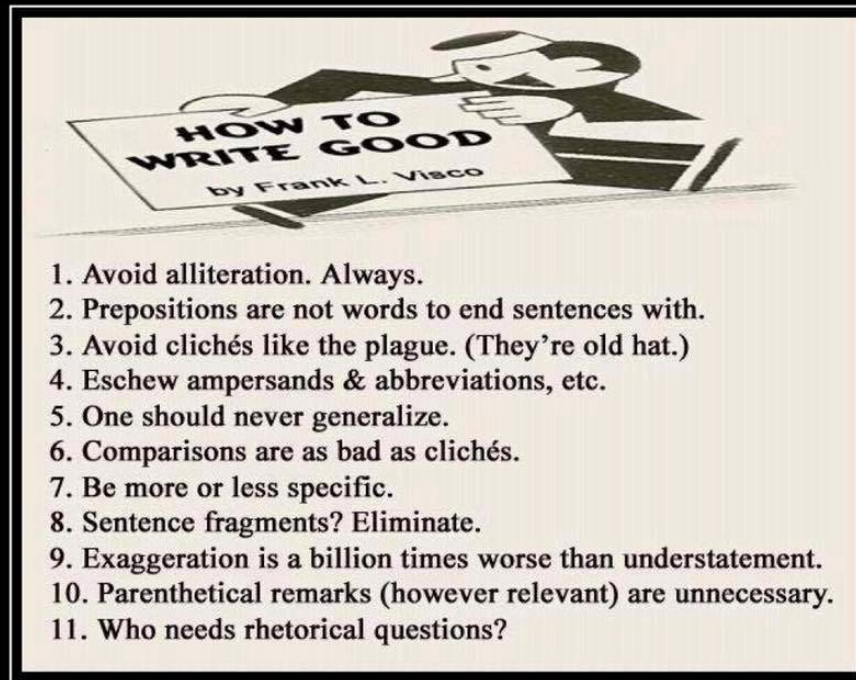 HOW TO
WRITE GOOD
by Frank L. Visco
1. Avoid alliteration. Always.
2. Prepositions are not words to end sentences with.
3. Avoid clichés like the plague. (They’re old hat.)
4. Eschew ampersands & abbreviations, etc.
5. One should never generalize.
6. Comparisons are as bad as clichés.
7. Be more or less specific.
8. Sentence fragments? Eliminate.
9. Exaggeration is a billion times worse than understatement.
10. Parenthetical remarks (however relevant) are unnecessary.
11. Who needs rhetorical questions?